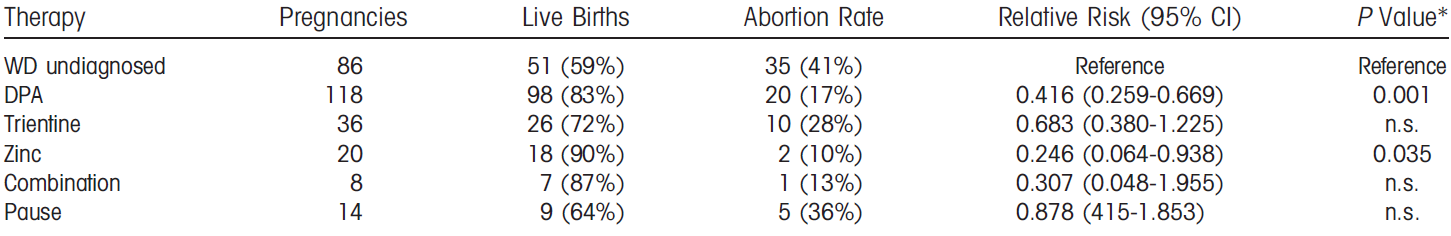 Therapy Pregnancies Live Births Abortion Rate Relative Risk (95% CI) P Value*
WD undiagnosed 86 51 (59%) 35 (41%) Reference Reference
DPA 118 98 (83%) 20 (17%) 0.416 (0.259-0.669) 0.001
Trientine 36 26 (72%) 10 (28%) 0.683 (0.380-1.225) n.s.
Zinc 20 18 (90%) 2 (10%) 0.246 (0.064-0.938) 0.035
Combination 8 7 (87%) 1 (13%) 0.307 (0.048-1.955) n.s.
Pause 14 9 (64%) 5 (36%) 0.878 (415-1.853) n.s.